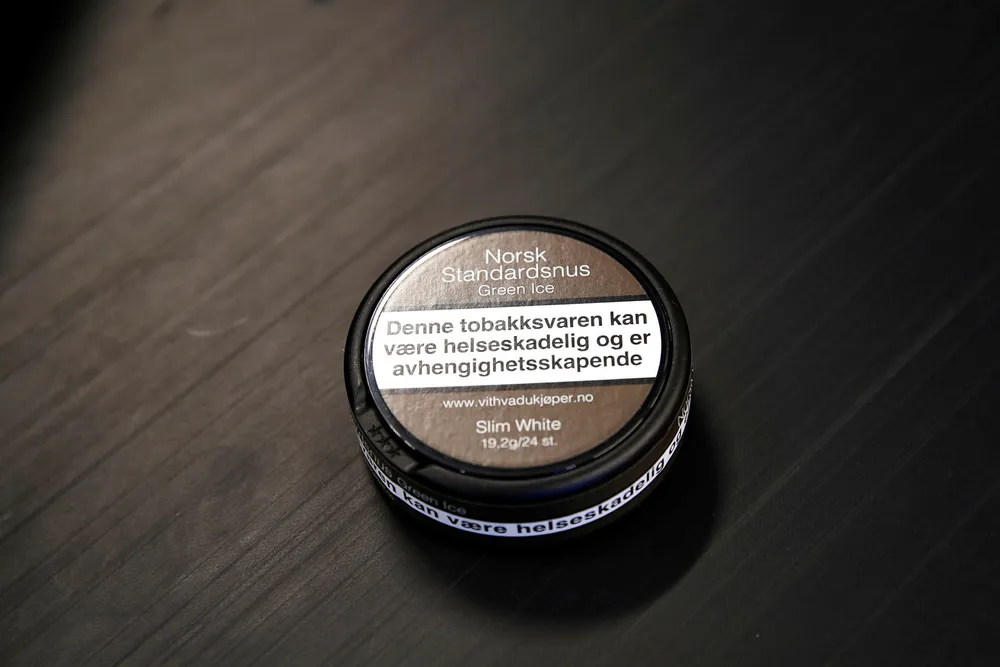 Norsk
Standardsnus
Green Ice
Denne tobakksvaren kan
være helseskadelig og er
avhengighetsskapende
www.vithvadukjøper.no
Slim White
19,2g/24 st.
Green Ice
kan være helseskadelig og